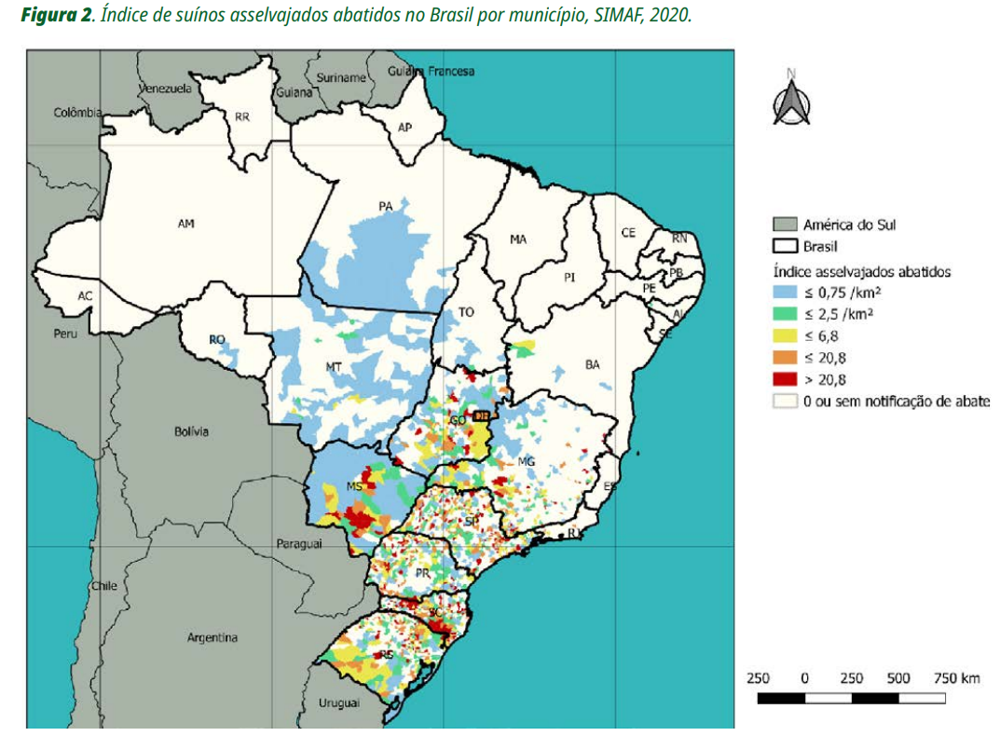 Figura 2. Índice de suínos asselvajados abatidos no Brasil por município, SIMAF, 2020.
Venezuela
Suriname
Guiana Francesa
Guiana
Colômbia
RR
AP
N
AM
PA
MA
CE
RN
PB
PI
PE
AL
SE
AC
TO
Peru
RO
MT
BA
Bolívia
GO
DF
MG
MS
ES
SP
RJ
Paraguai
PR
Chile
SC
Argentina
RS
Uruguai
América do Sul
Brasil
Índice asselvajados abatidos
≤ 0,75 /km²
≤ 2,5 /km²
≤ 6,8
≤ 20,8
> 20,8
0 ou sem notificação de abate
250 0 250 500 750 km